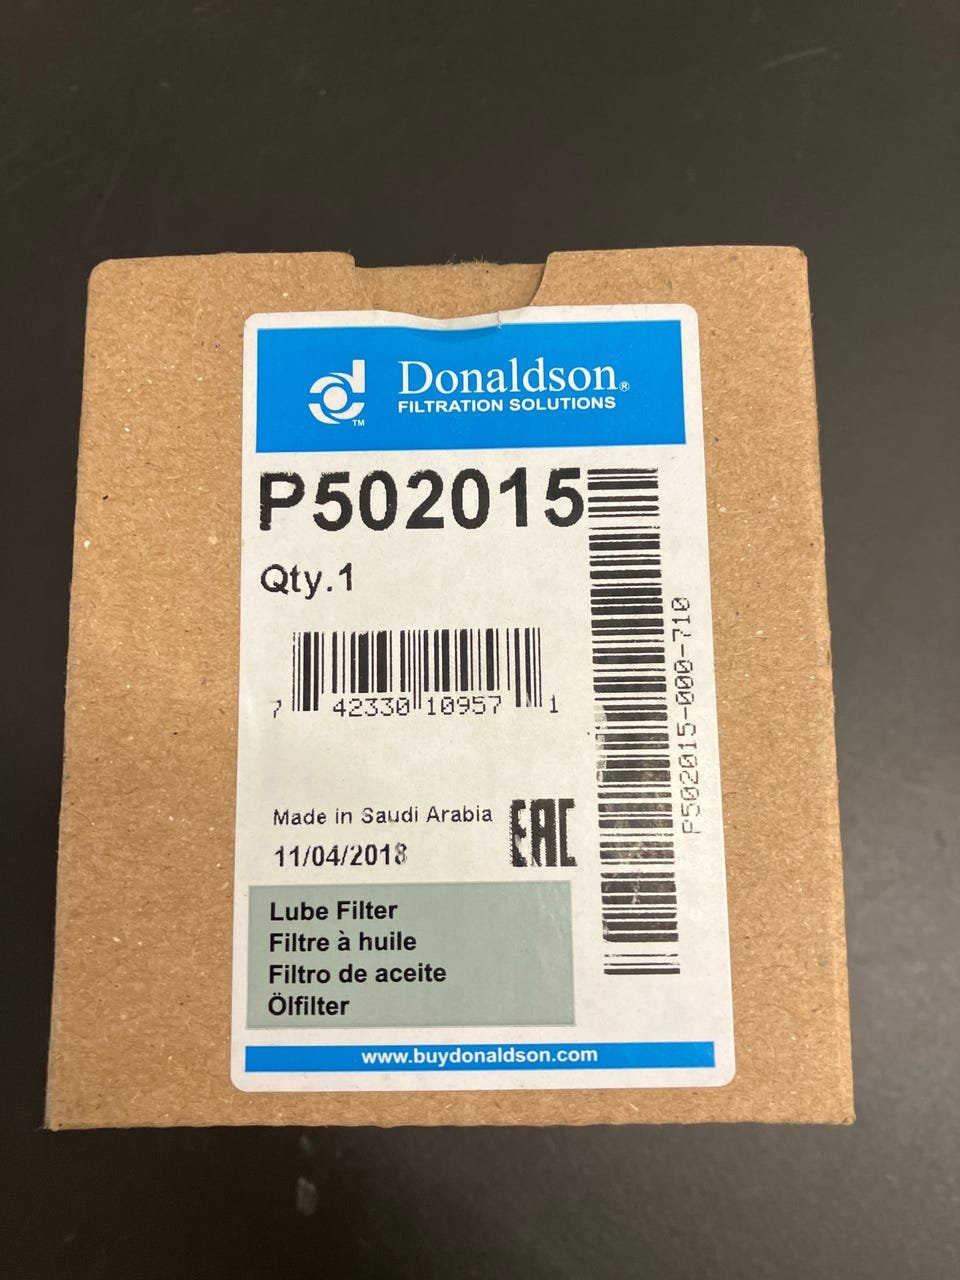 Donaldson®
FILTRATION SOLUTIONS
TM
P502015
Qty.1
7 42330 10957 1
P502015-000-710
Made in Saudi Arabia
EAC
11/04/2018
Lube Filter
Filtre à huile
Filtro de aceite
Ölfilter
www.buydonaldson.com